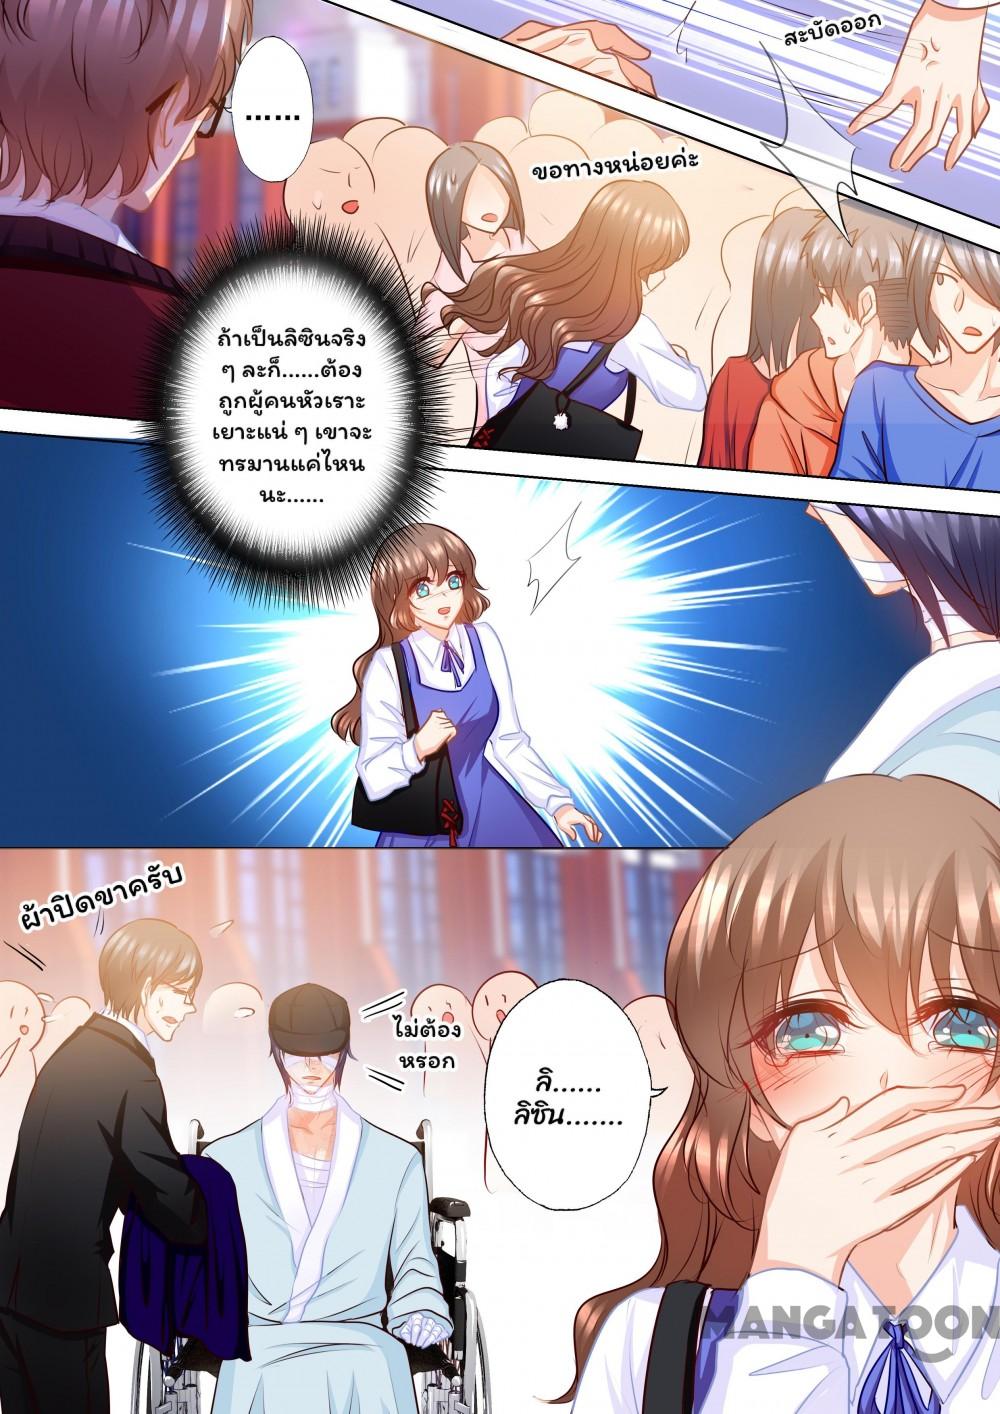 สะบัดออก
......
ขอทางหน่อยค่ะ
ถ้าเป็นลิซินจริง
ๆ ละก็......ต้อง
ถูกผู้คนหัวเราะ
เยาะแน่ ๆ เขาจะ
ทรมานแค่ไหน
นะ......
ผ้าปิดขาครับ
ไม่ต้อง
หรอก
ลิ......
ลิซิน.......
MANGATOON